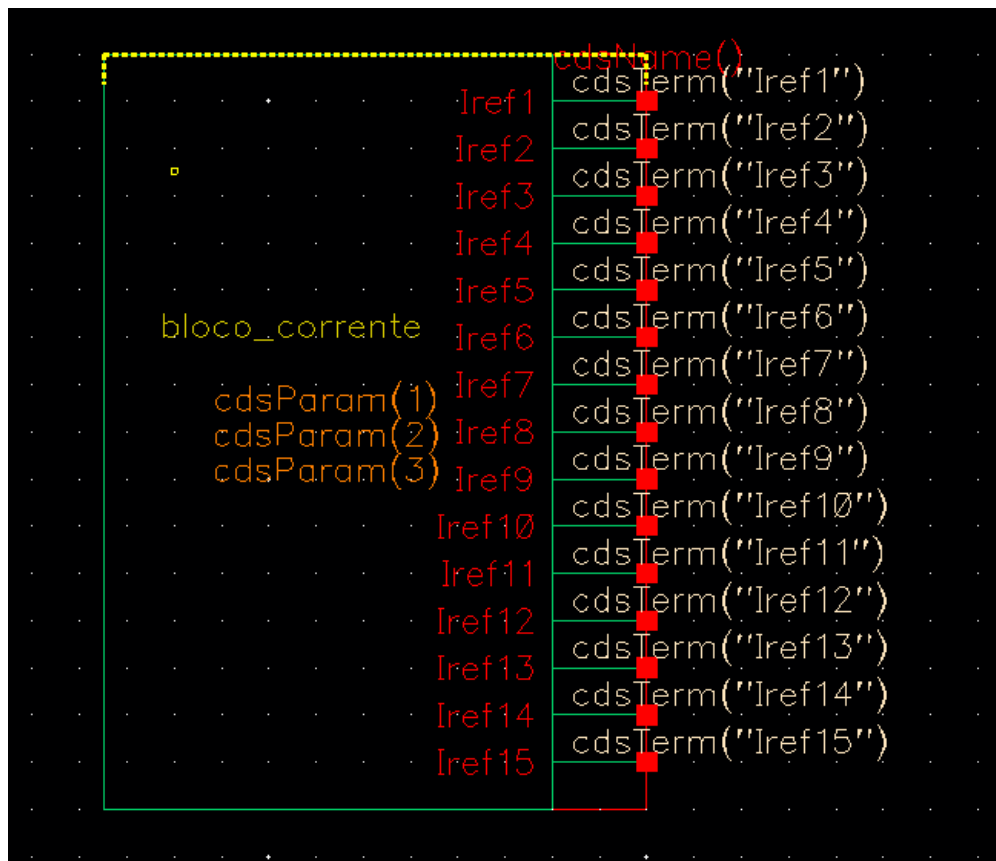 cdsName()
cdsTerm("Iref1")
Iref1
cdsTerm("Iref2")
Iref2
cdsTerm("Iref3")
Iref3
cdsTerm("Iref4")
Iref4
cdsTerm("Iref5")
Iref5
cdsTerm("Iref6")
bloco_corrente
Iref6
cdsTerm("Iref7")
Iref7
cdsParam(1)
cdsTerm("Iref8")
Iref8
cdsParam(2)
cdsTerm("Iref9")
cdsParam(3)
Iref9
cdsTerm("Iref10")
Iref10
cdsTerm("Iref11")
Iref11
cdsTerm("Iref12")
Iref12
cdsTerm("Iref13")
Iref13
cdsTerm("Iref14")
Iref14
cdsTerm("Iref15")
Iref15